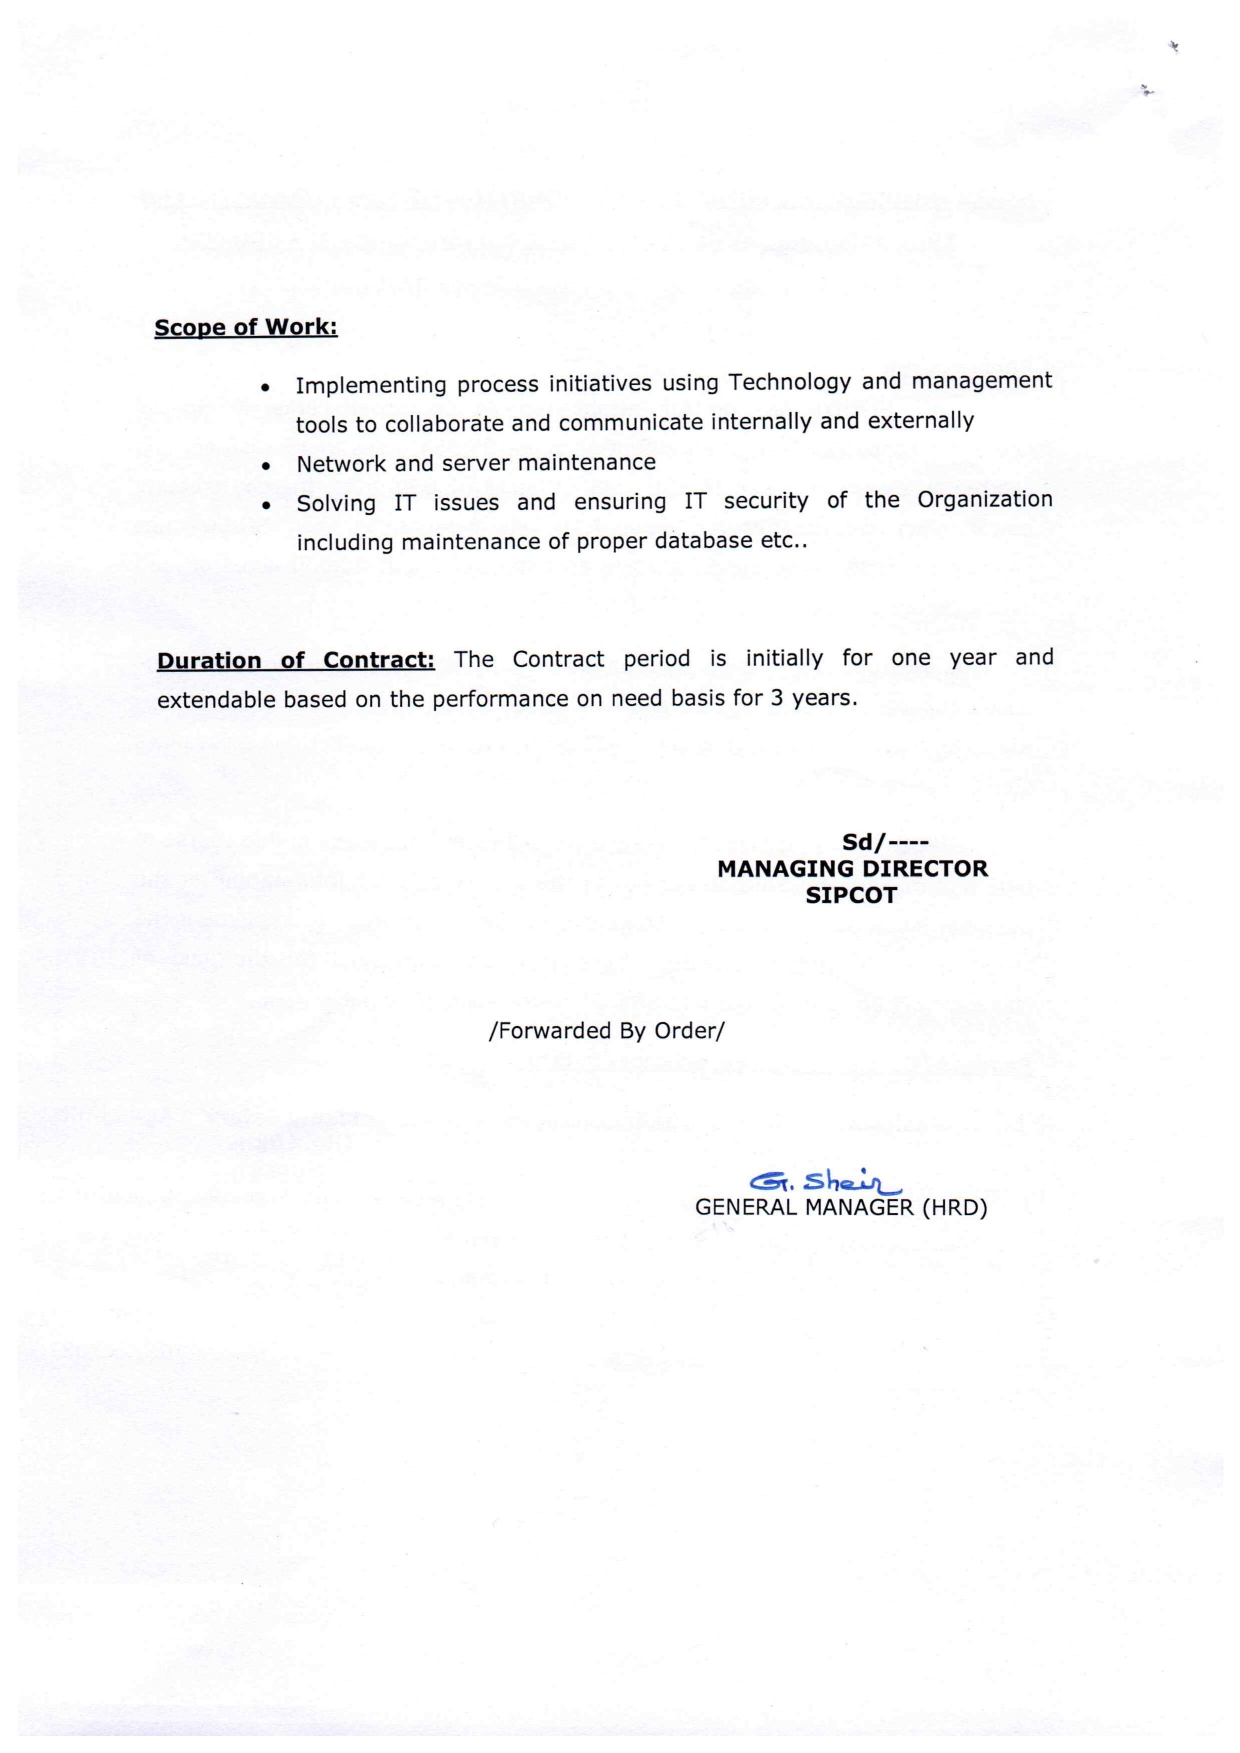 Scope of Work:
• Implementing process initiatives using Technology and management
tools to collaborate and communicate internally and externally
• Network and server maintenance
• Solving IT issues and ensuring IT security of the Organization
including maintenance of proper database etc..
Duration of Contract: The Contract period is initially for one year and
extendable based on the performance on need basis for 3 years.
Sd/----
MANAGING DIRECTOR
SIPCOT
/Forwarded By Order/
G. Shein
GENERAL MANAGER (HRD)